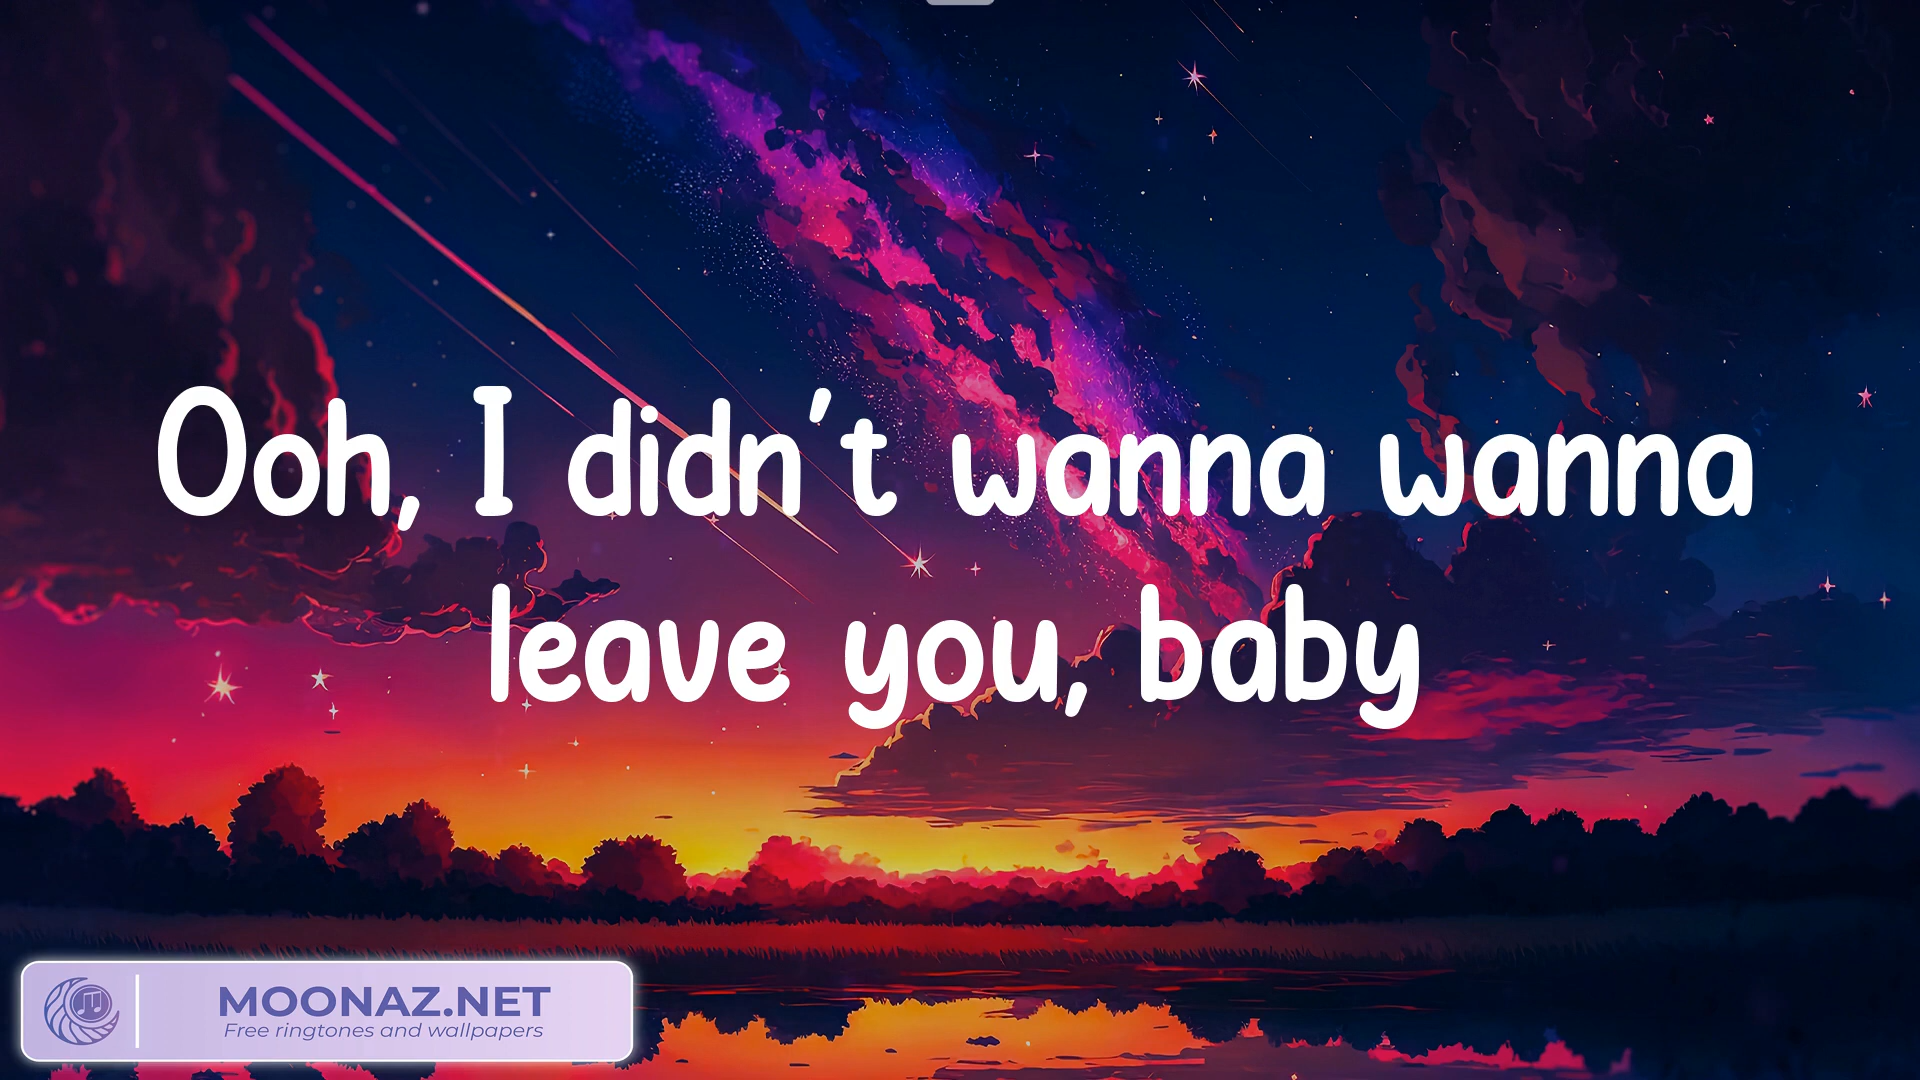 Ooh, I didn't wanna wanna
leave you, baby
MOONAZ.NET
Free ringtones and wallpapers